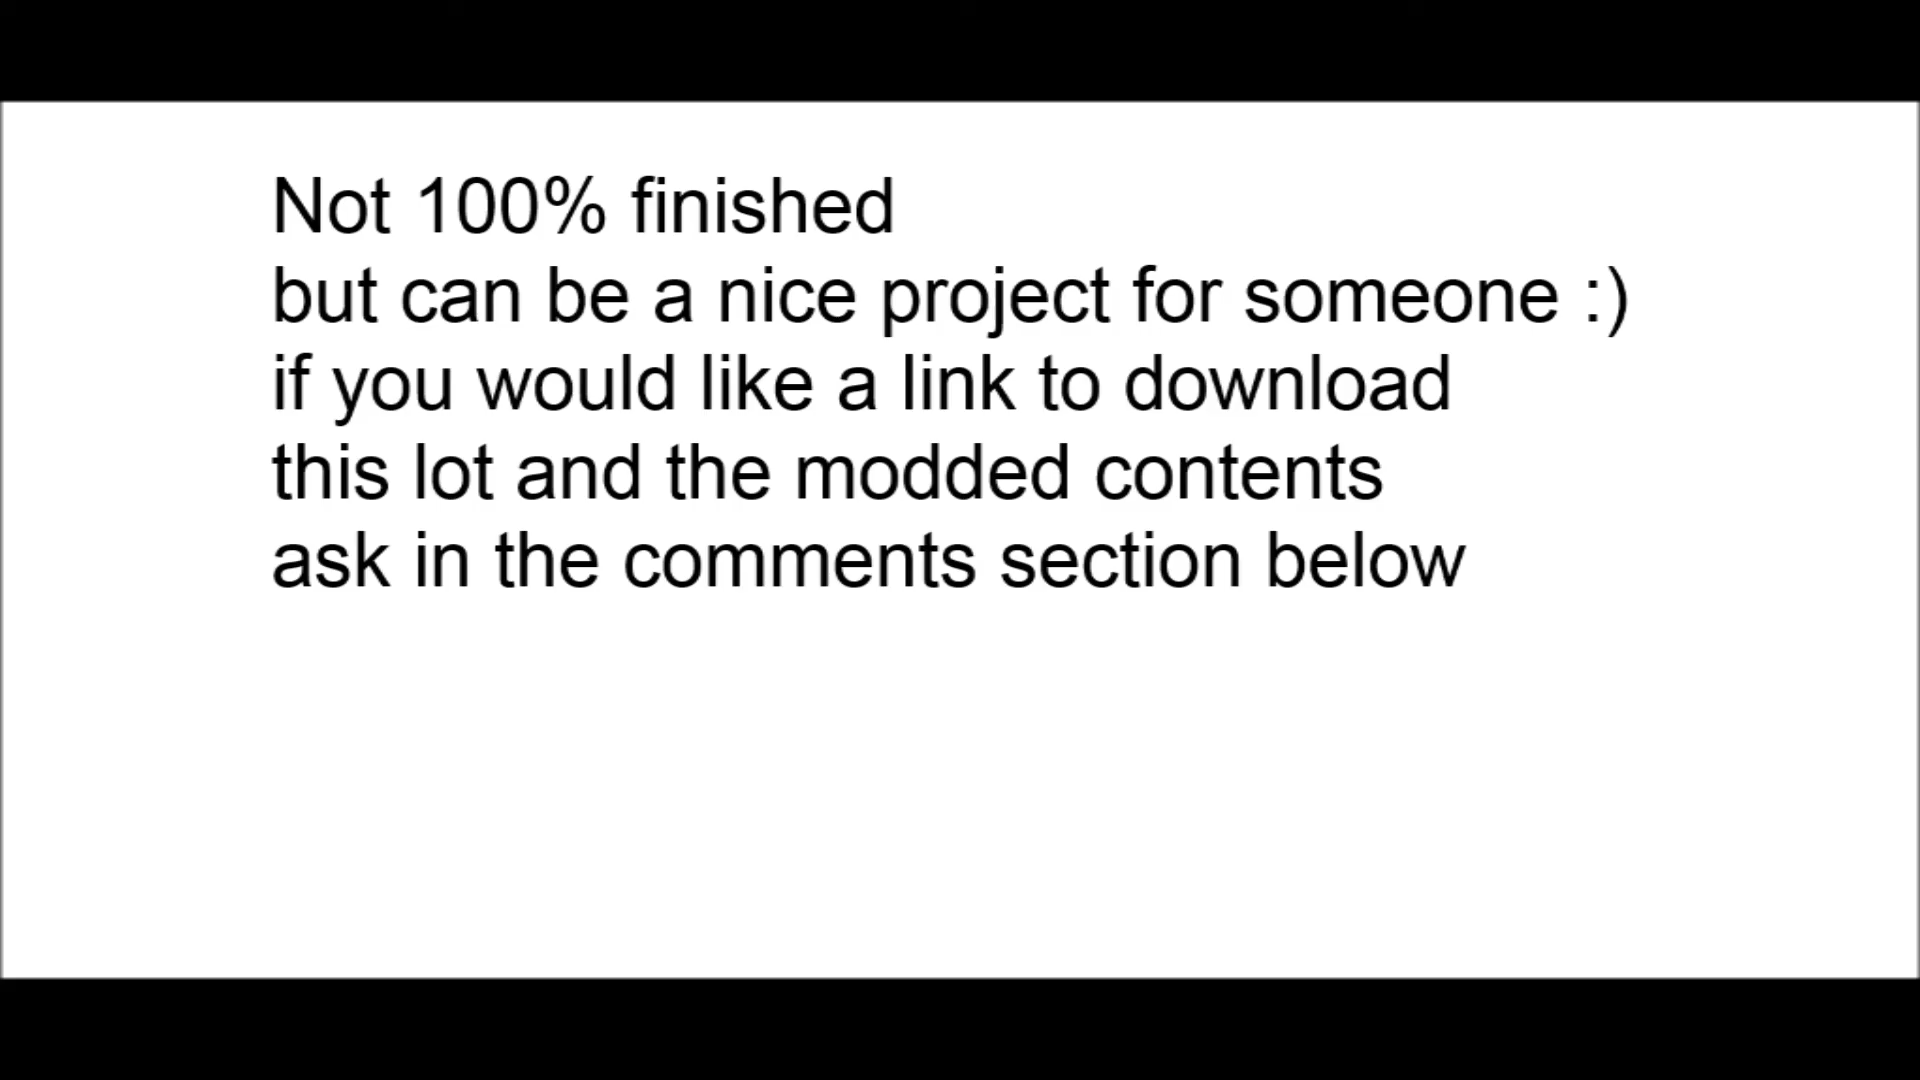 Not 100% finished
but can be a nice project for someone :)
if you would like a link to download
this lot and the modded contents
ask in the comments section below